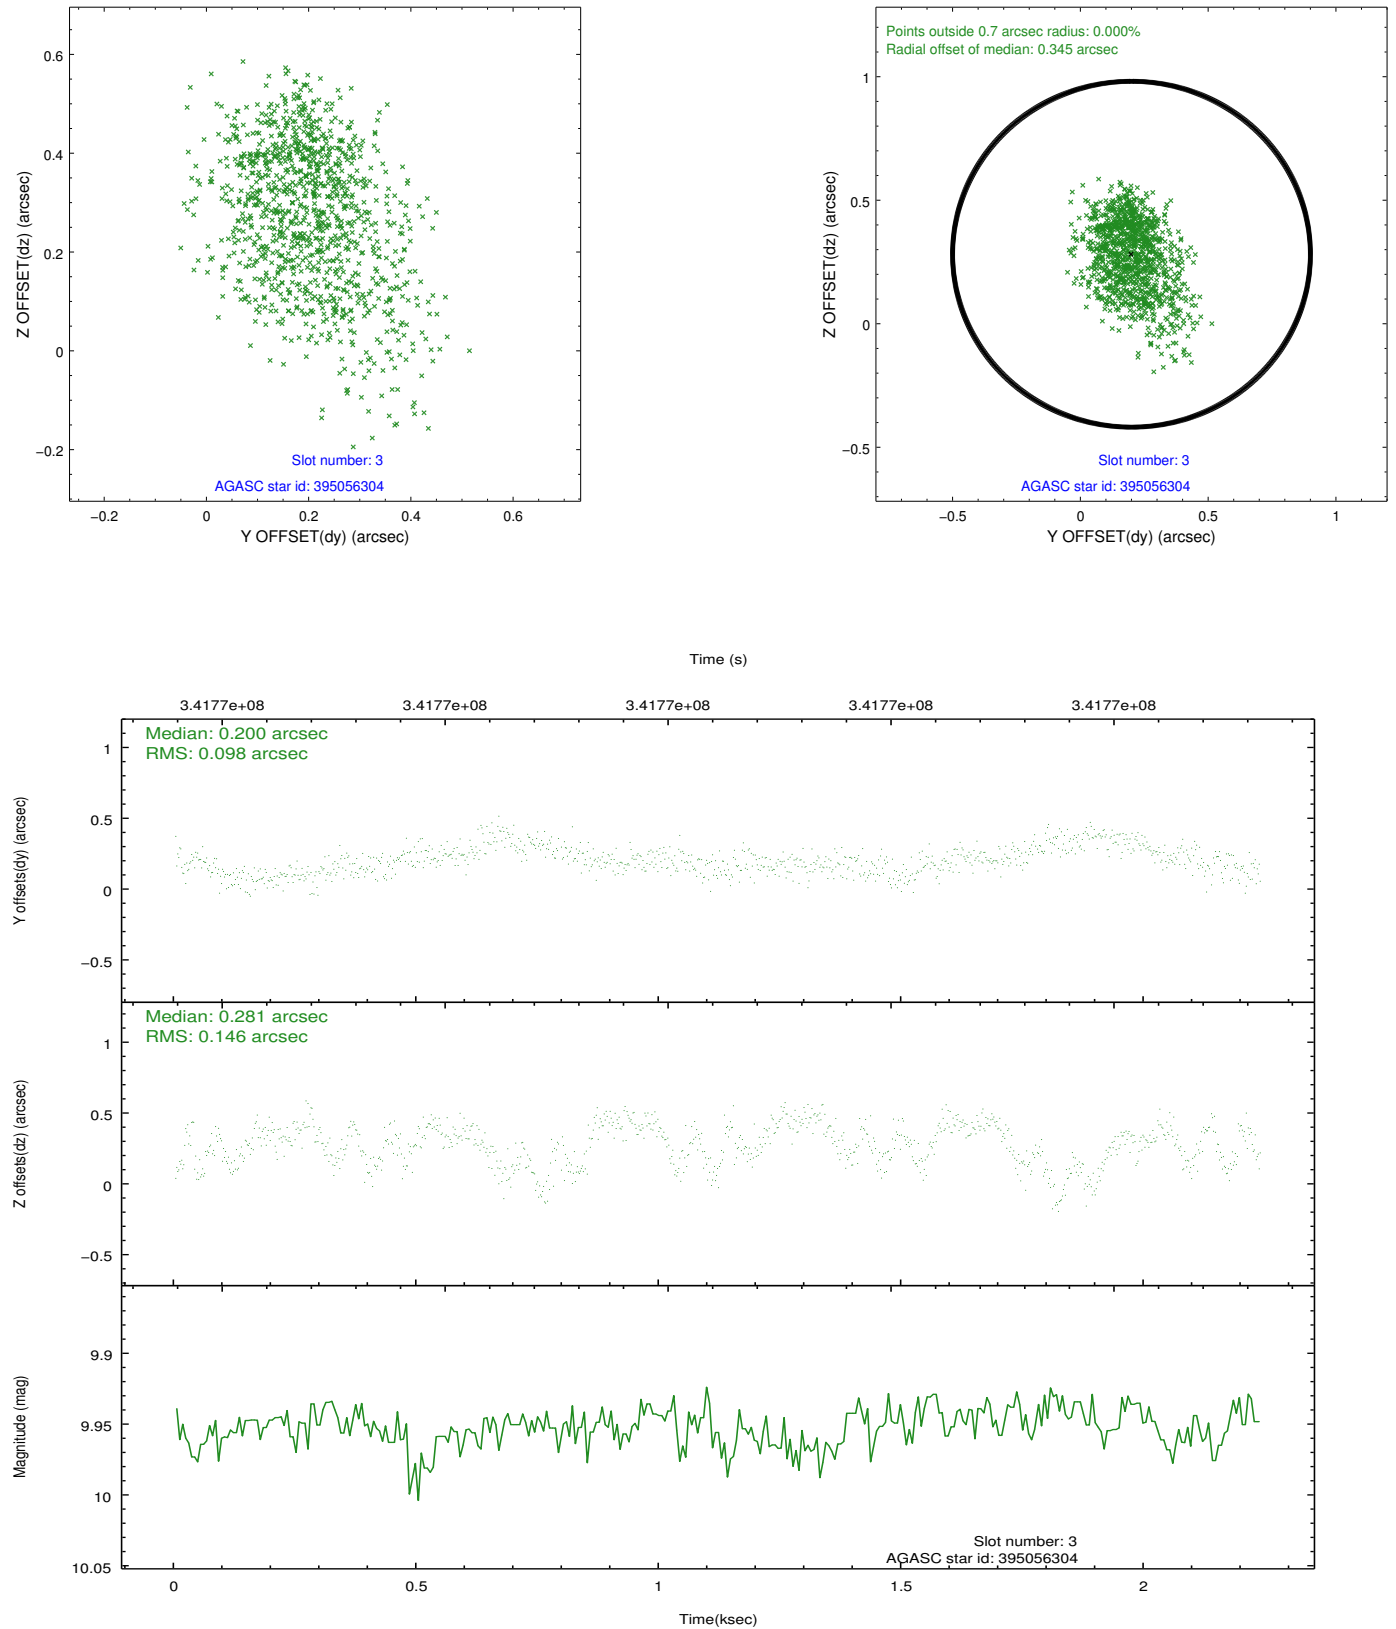 0.6
0.4
0.2
0
−0.2
−0.2
0
0.2
0.4
0.6
Z OFFSET(dz) (arcsec)
Y OFFSET(dy) (arcsec)
Slot number: 3
AGASC star id: 395056304
Points outside 0.7 arcsec radius: 0.000%
Radial offset of median: 0.345 arcsec
1
0.5
0
−0.5
−0.5
0
0.5
1
Z OFFSET(dz) (arcsec)
Y OFFSET(dy) (arcsec)
Slot number: 3
AGASC star id: 395056304
Time (s)
3.4177e+08
3.4177e+08
3.4177e+08
3.4177e+08
3.4177e+08
Median: 0.200 arcsec
RMS: 0.098 arcsec
1
0.5
0
−0.5
Y offsets(dy) (arcsec)
Median: 0.281 arcsec
RMS: 0.146 arcsec
1
0.5
0
−0.5
Z offsets(dz) (arcsec)
9.9
9.95
10
10.05
Magnitude (mag)
Slot number: 3
AGASC star id: 395056304
0
0.5
1
1.5
2
Time(ksec)